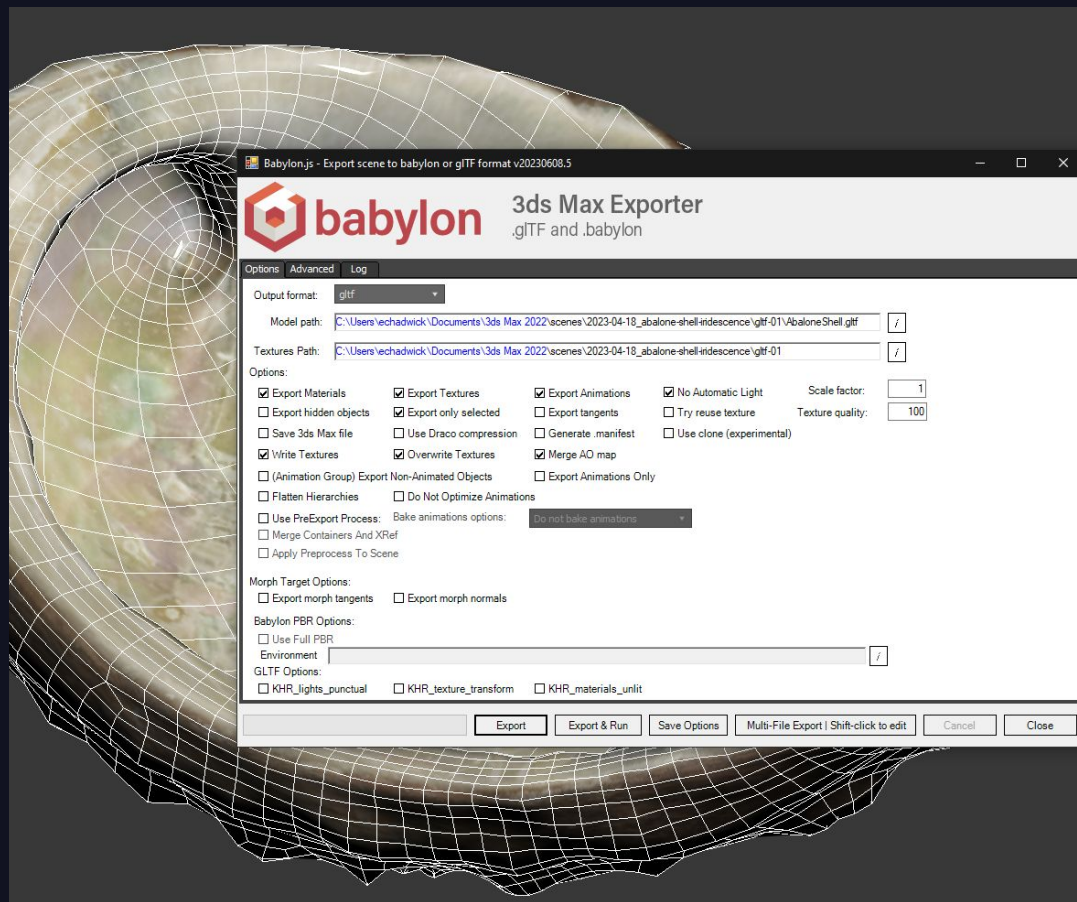 Babylon.js - Export scene to babylon or glTF format v20230608.5
babylon
3ds Max Exporter
.glTF and .babylon
Options Advanced Log
Output format: gltf
Model path: C:\Users\echadwick\Documents\3ds Max 2022\scenes\2023-04-18_abalone-shell-iridescence\gltf-01\AbaloneShell.gltf i
Textures Path: C:\Users\echadwick\Documents\3ds Max 2022\scenes\2023-04-18_abalone-shell-iridescence\gltf-01 i
Options:
Export Materials Export Textures Export Animations No Automatic Light Scale factor: 1
Export hidden objects Export only selected Export tangents Try reuse texture Texture quality: 100
Save 3ds Max file Use Draco compression Generate .manifest Use clone (experimental)
Write Textures Overwrite Textures Merge AO map
(Animation Group) Export Non-Animated Objects Export Animations Only
Flatten Hierarchies Do Not Optimize Animations
Use PreExport Process: Bake animations options: Do not bake animations
Merge Containers And XRef
Apply Preprocess To Scene
Morph Target Options:
Export morph tangents Export morph normals
Babylon PBR Options:
Use Full PBR
Environment i
GLTF Options:
KHR_lights_punctual KHR_texture_transform KHR_materials_unlit
Export Export & Run Save Options Multi-File Export | Shift-click to edit Cancel Close